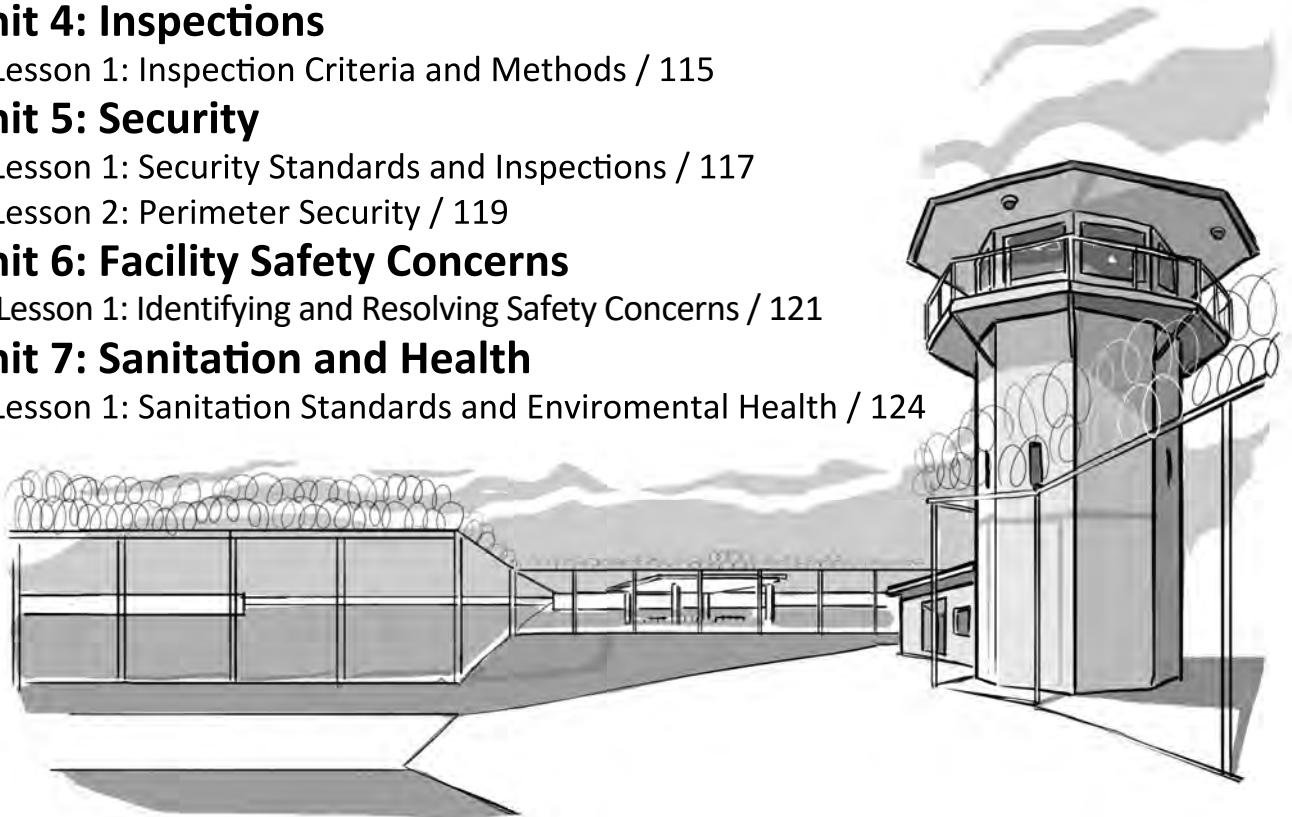 nit 4: Inspections
Lesson 1: Inspection Criteria and Methods / 115
nit 5: Security
Lesson 1: Security Standards and Inspections / 117
Lesson 2: Perimeter Security / 119
nit 6: Facility Safety Concerns
Lesson 1: Identifying and Resolving Safety Concerns / 121
nit 7: Sanitation and Health
Lesson 1: Sanitation Standards and Enviromental Health / 124